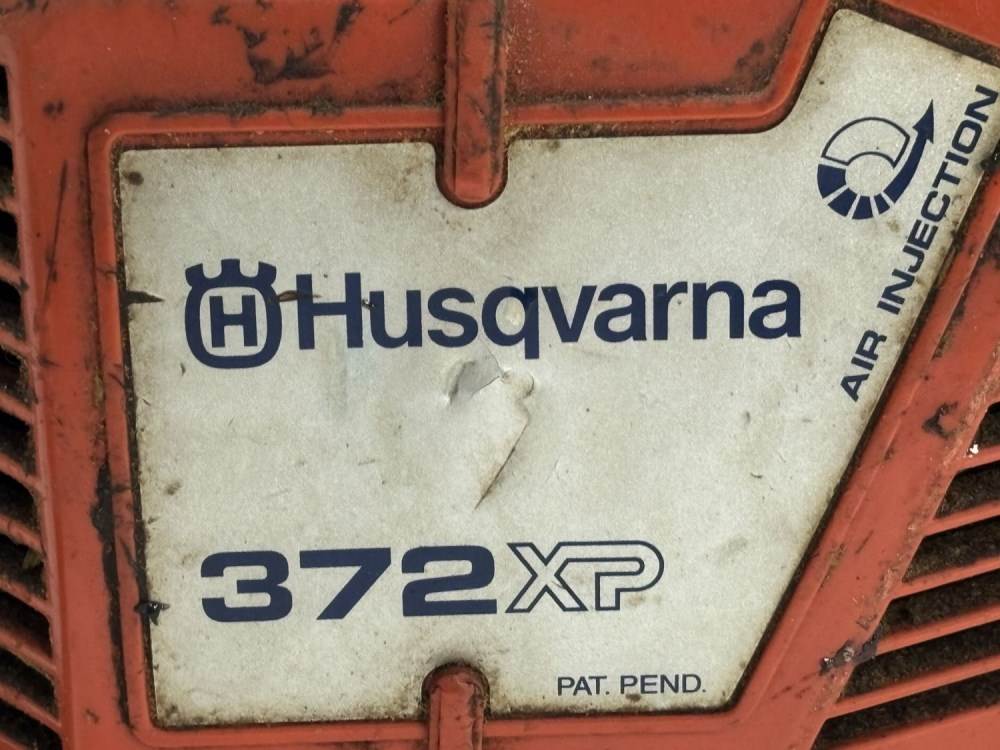 AIR INJECTION
H Husqvarna
372XP
PAT. PEND.